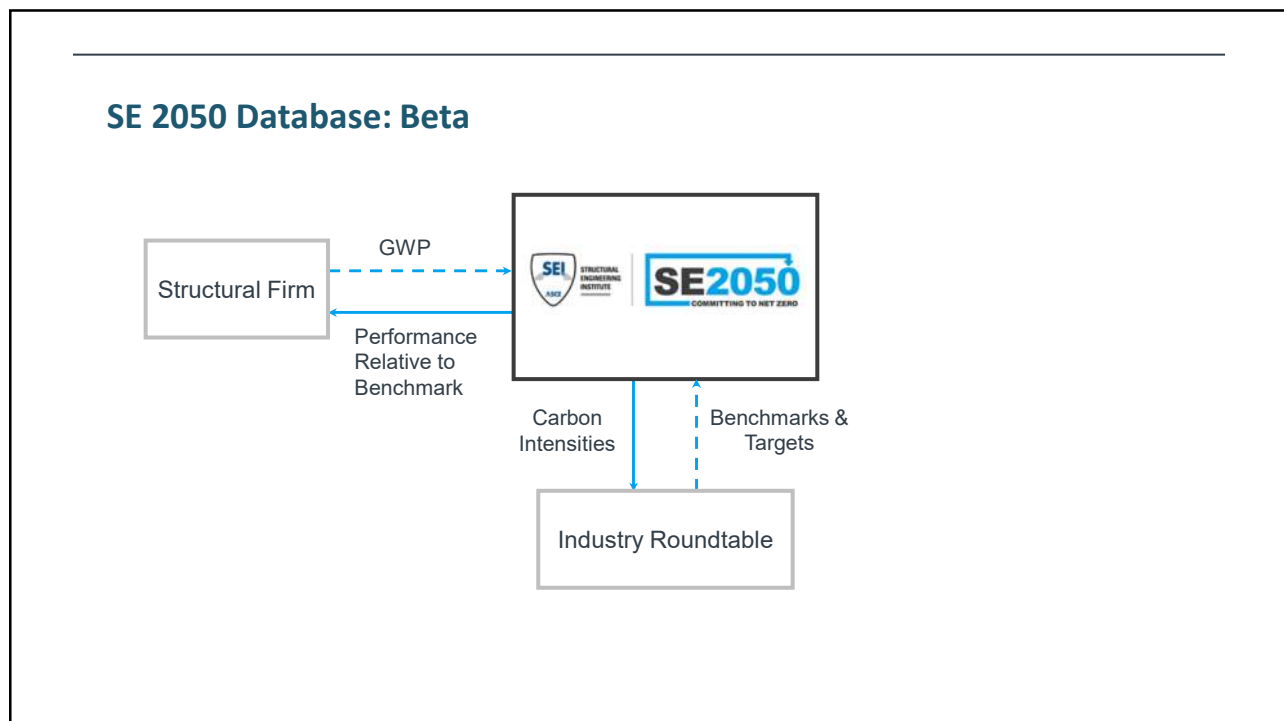 SE 2050 Database: Beta
GWP
Structural Firm
Performance
Relative to
Benchmark
SEI
ASCE
STRUCTURAL
ENGINEERING
INSTITUTE
SE2050
COMMITTING TO NET ZERO
Carbon
Intensities
Benchmarks &
Targets
Industry Roundtable